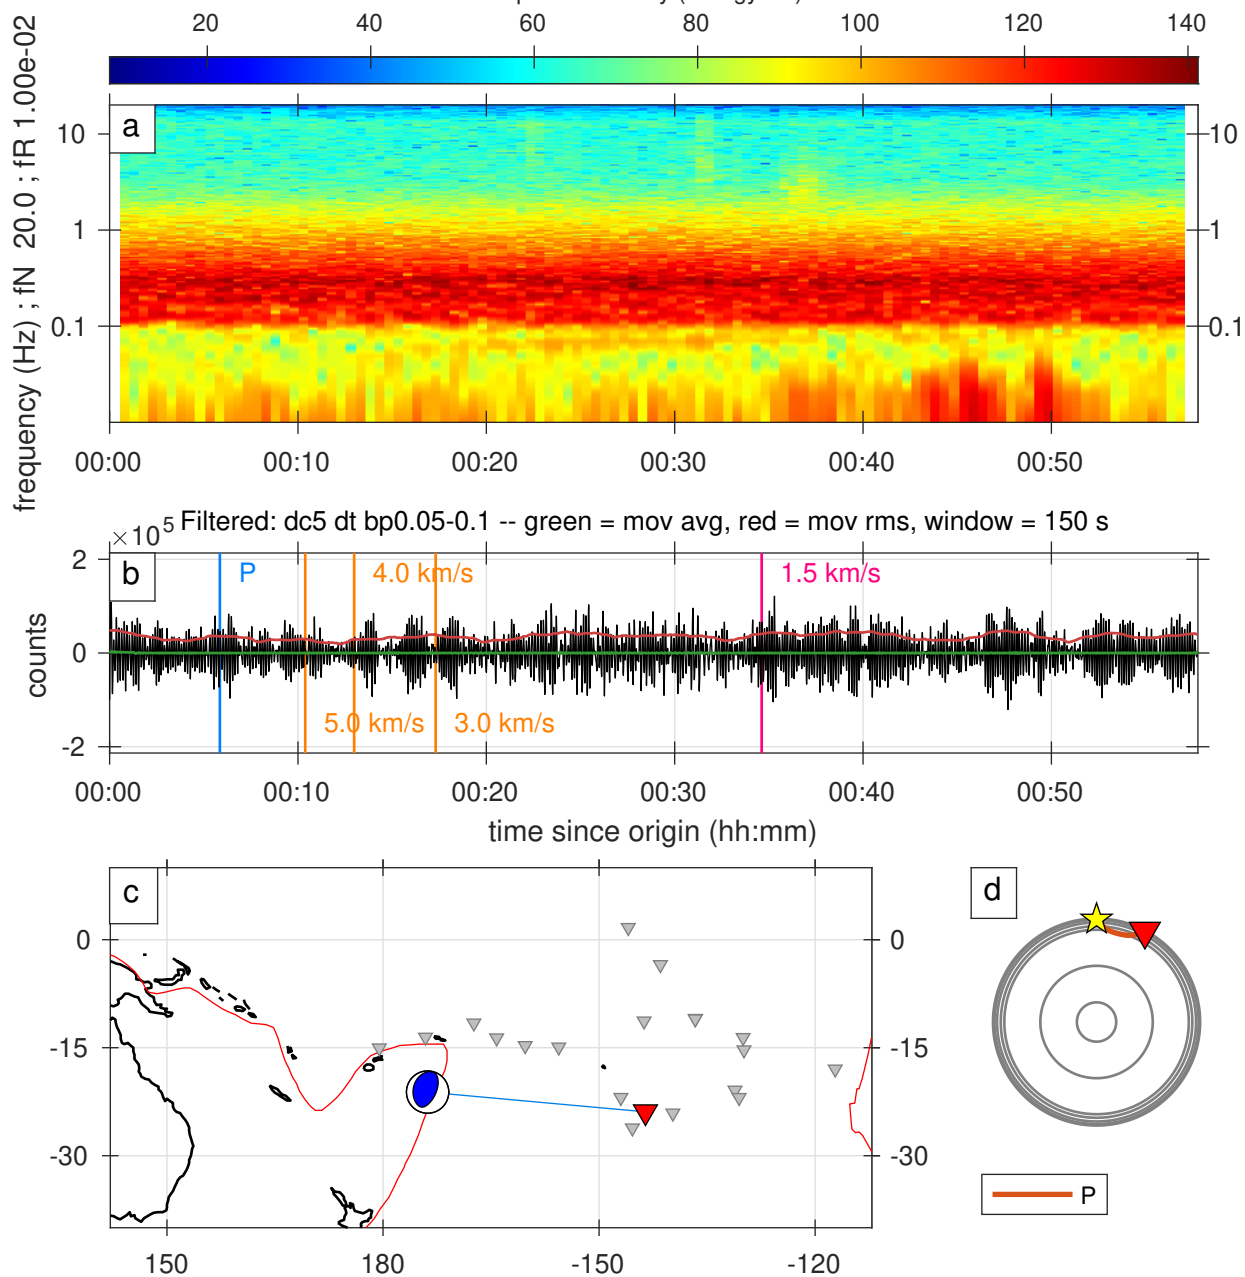 20 40 60 80 100 120 140
frequency (Hz) ; fN 20.0 ; fR 1.00e-02
a
10 10
1 1
0.1 0.1
00:00 00:10 00:20 00:30 00:40 00:50
×10⁵ Filtered: dc5 dt bp0.05-0.1 -- green = mov avg, red = mov rms, window = 150 s
b
counts
2
0
-2
P
4.0 km/s
1.5 km/s
5.0 km/s
3.0 km/s
00:00 00:10 00:20 00:30 00:40 00:50
time since origin (hh:mm)
c
0 0
-15 -15
-30 -30
150 180 -150 -120
d
P